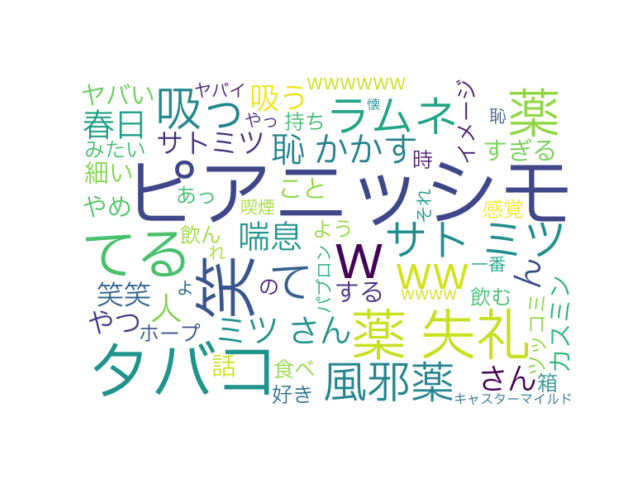 ヤバい
ヤバイ
懐
wwwwww
吸っ
吸う
やっ
持ち
ラムネ
イメージ
恥
薬
春日
みたい
サトミツ
恥 かかす
時
すぎる
細い
ピアニッシモ
やめ
あっ
こと
それ
感覚
喫煙
てる
飲ん
喘息
よう
サト ミツ
れ
笑
て
w
ww
一番
ん
笑笑
人
よ
の
パブロン
する
wwww
飲む
ツッコミ
カスミン
やつ
ホープ
ミツ さん
薬 失礼
タバコ
話
食べ
風邪薬
さん
箱
好き
キャスターマイルド